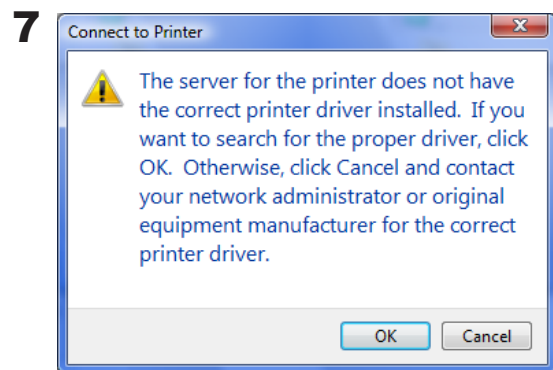 7
Connect to Printer
The server for the printer does not have
the correct printer driver installed. If you
want to search for the proper driver, click
OK. Otherwise, click Cancel and contact
your network administrator or original
equipment manufacturer for the correct
printer driver.
OK
Cancel